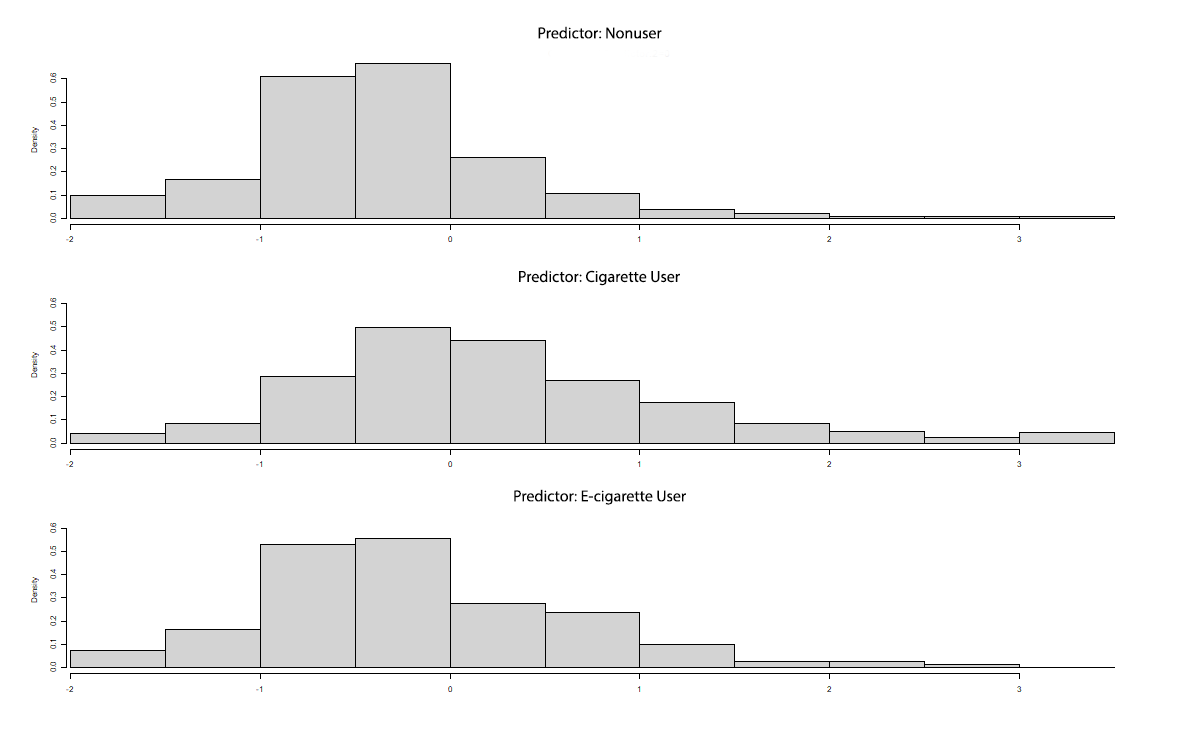 Predictor: Nonuser
Density
0.6
0.5
0.4
0.3
0.2
0.1
0.0
-2 -1 0 1 2 3
Predictor: Cigarette User
Density
0.6
0.5
0.4
0.3
0.2
0.1
0.0
-2 -1 0 1 2 3
Predictor: E-cigarette User
Density
0.6
0.5
0.4
0.3
0.2
0.1
0.0
-2 -1 0 1 2 3